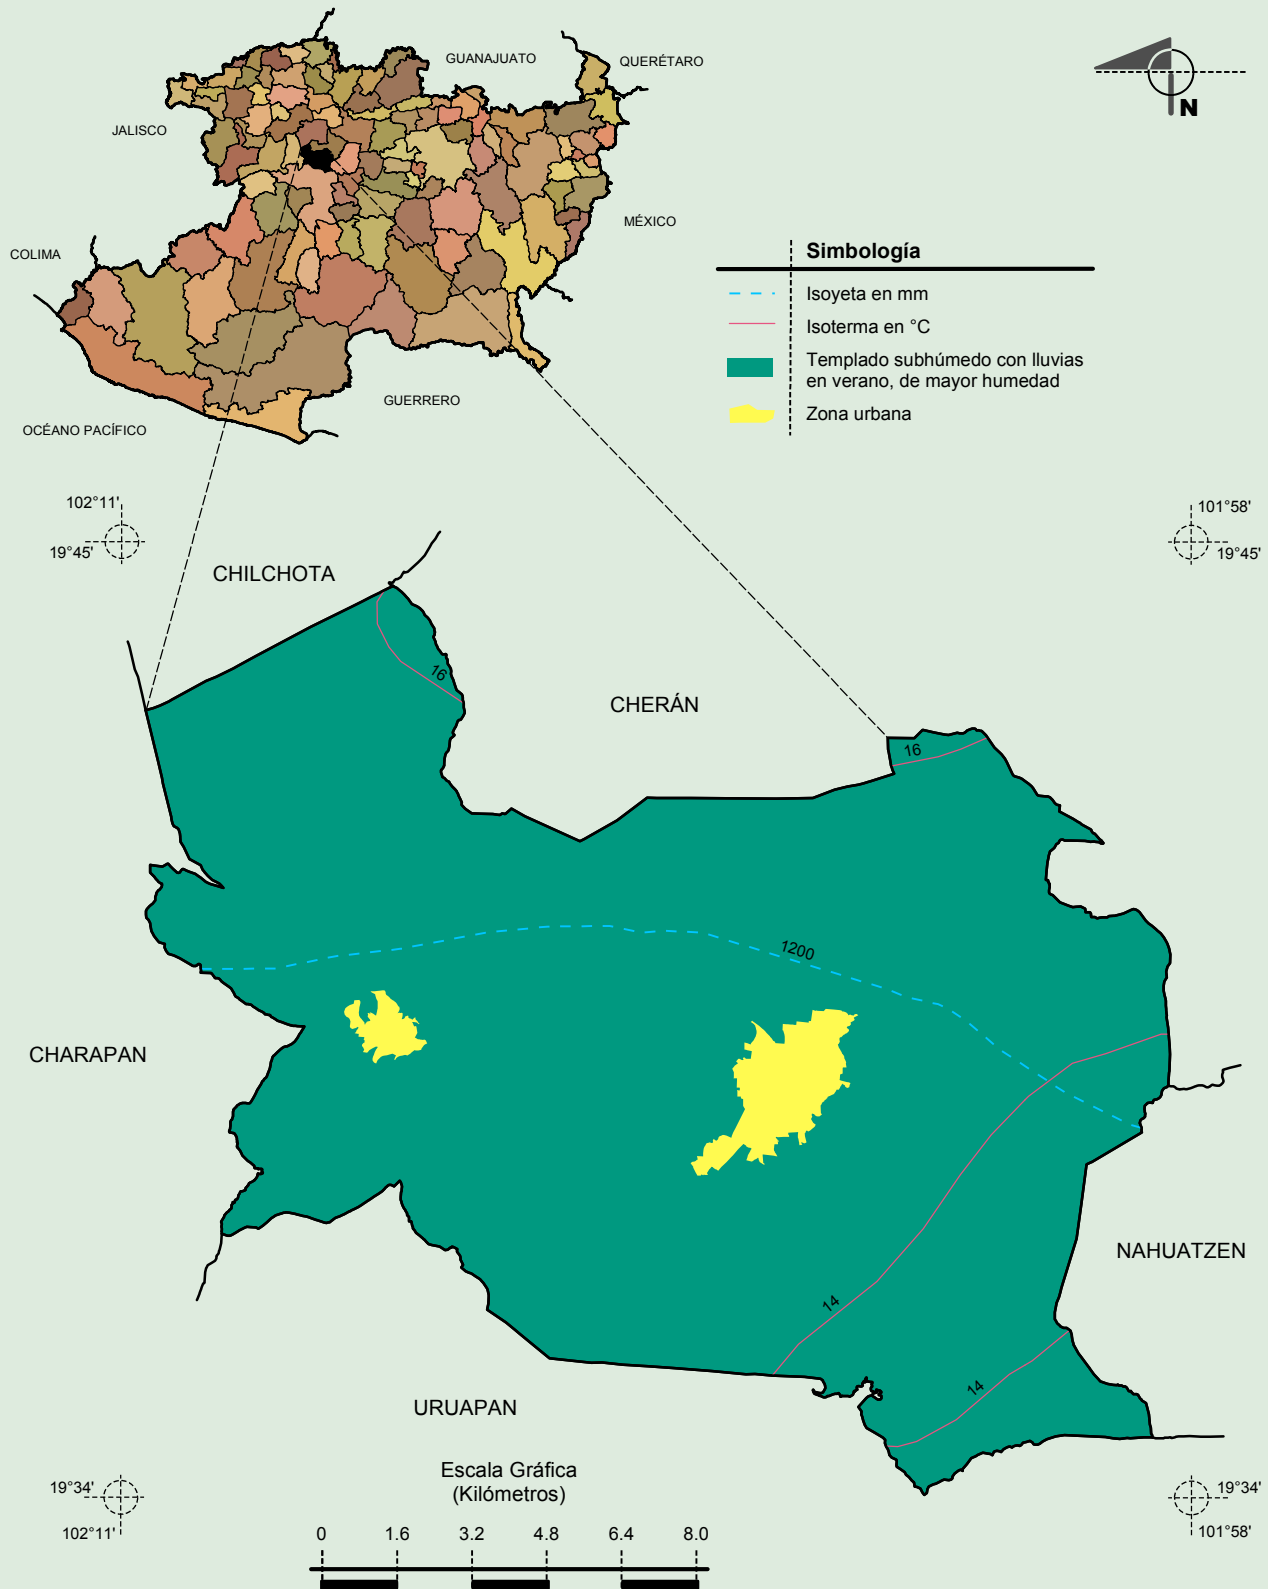 GUANAJUATO
QUERÉTARO
JALISCO
MÉXICO
COLIMA
GUERRERO
OCÉANO PACÍFICO
N
Simbología
Isoyeta en mm
Isoterma en °C
Templado subhúmedo con lluvias
en verano, de mayor humedad
Zona urbana
102°11'
19°45'
101°58'
19°45'
CHILCHOTA
CHERÁN
16
16
1200
CHARAPAN
NAHUATZEN
14
14
URUAPAN
Escala Gráfica
(Kilómetros)
19°34'
102°11'
19°34'
101°58'
0 1.6 3.2 4.8 6.4 8.0